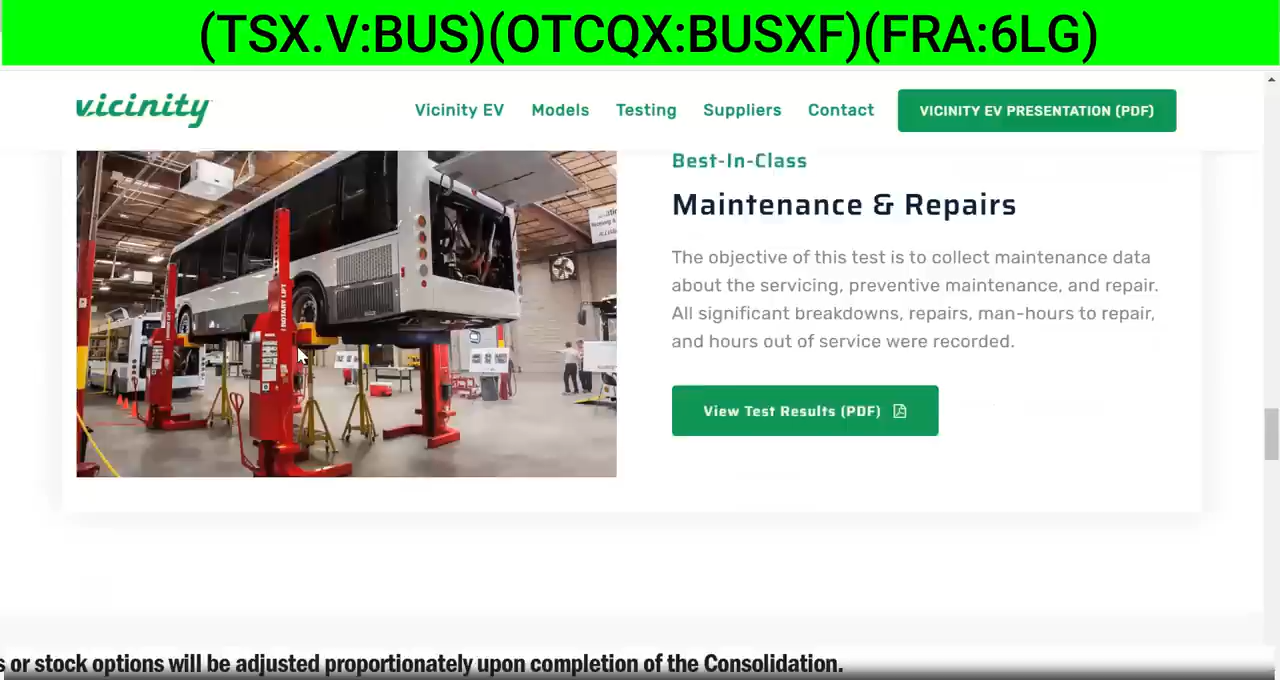 (TSX.V:BUS)(OTCQX:BUSXF)(FRA:6LG)
vicinity
Vicinity EV Models Testing Suppliers Contact VICINITY EV PRESENTATION (PDF)
Best-In-Class
Maintenance & Repairs
The objective of this test is to collect maintenance data
about the servicing, preventive maintenance, and repair.
All significant breakdowns, repairs, man-hours to repair,
and hours out of service were recorded.
View Test Results (PDF)
ROTARY LIFT
s or stock options will be adjusted proportionately upon completion of the Consolidation.